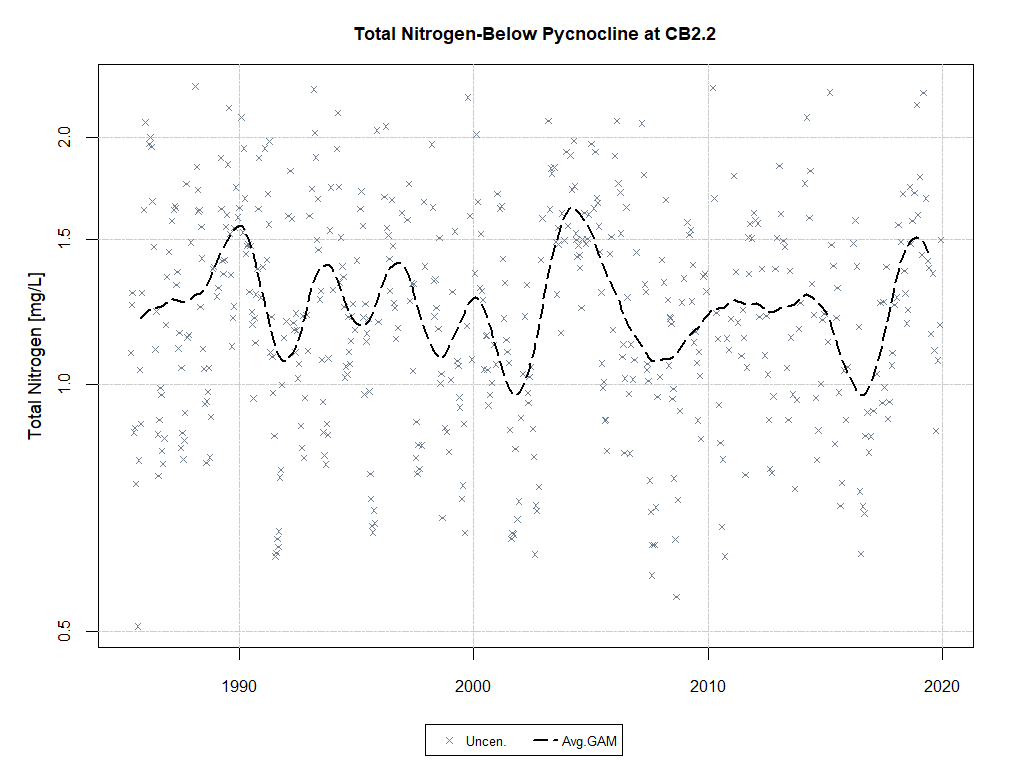 Total Nitrogen-Below Pycnocline at CB2.2
Total Nitrogen [mg/L]
2.0
1.5
1.0
0.5
1990 2000 2010 2020
Uncen. Avg.GAM